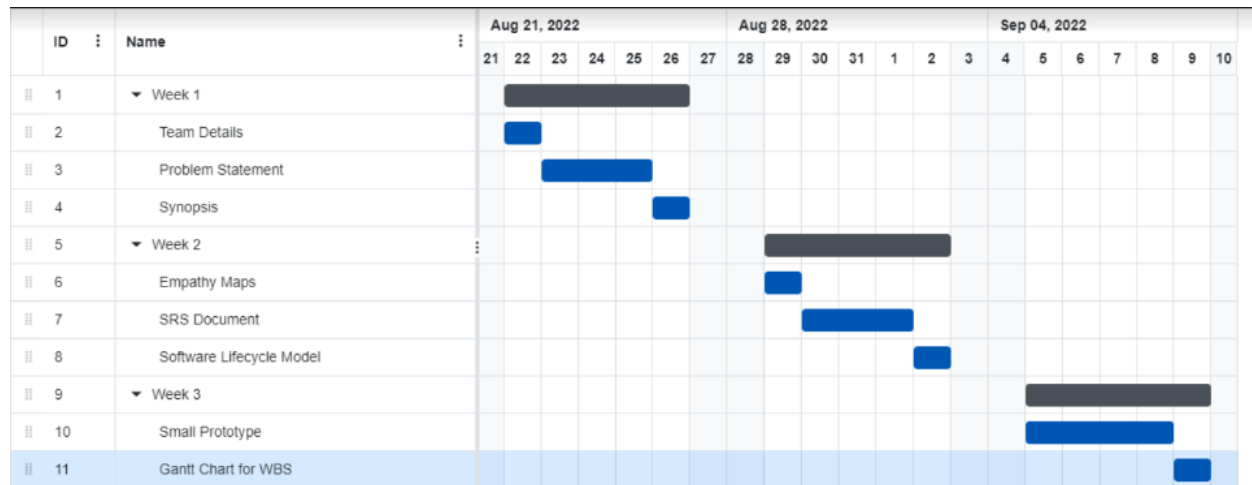 ID Name Aug 21, 2022 Aug 28, 2022 Sep 04, 2022
21 22 23 24 25 26 27 28 29 30 31 1 2 3 4 5 6 7 8 9 10
1 Week 1
2 Team Details
3 Problem Statement
4 Synopsis
5 Week 2
6 Empathy Maps
7 SRS Document
8 Software Lifecycle Model
9 Week 3
10 Small Prototype
11 Gantt Chart for WBS